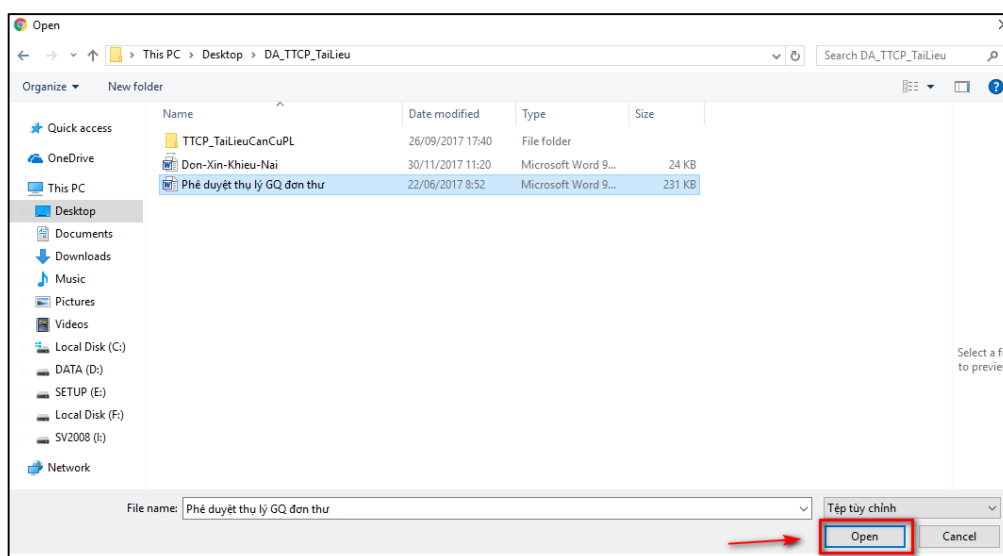 Open
This PC > Desktop > DA_TTCP_TaiLieu
Search DA_TTCP_TaiLieu
Organize
New folder
Name Date modified Type Size
TTCP_TaiLieuCanCuPL 26/09/2017 17:40 File folder
Don-Xin-Khieu-Nai 30/11/2017 11:20 Microsoft Word 9... 24 KB
Phê duyệt thụ lý GQ đơn thư 22/06/2017 8:52 Microsoft Word 9... 231 KB
Quick access
OneDrive
This PC
Desktop
Documents
Downloads
Music
Pictures
Videos
Local Disk (C:)
DATA (D:)
SETUP (E:)
Local Disk (F:)
SV2008 (I:)
Network
Select a f
to previe
File name: Phê duyệt thụ lý GQ đơn thư
Tệp tùy chỉnh
Open Cancel